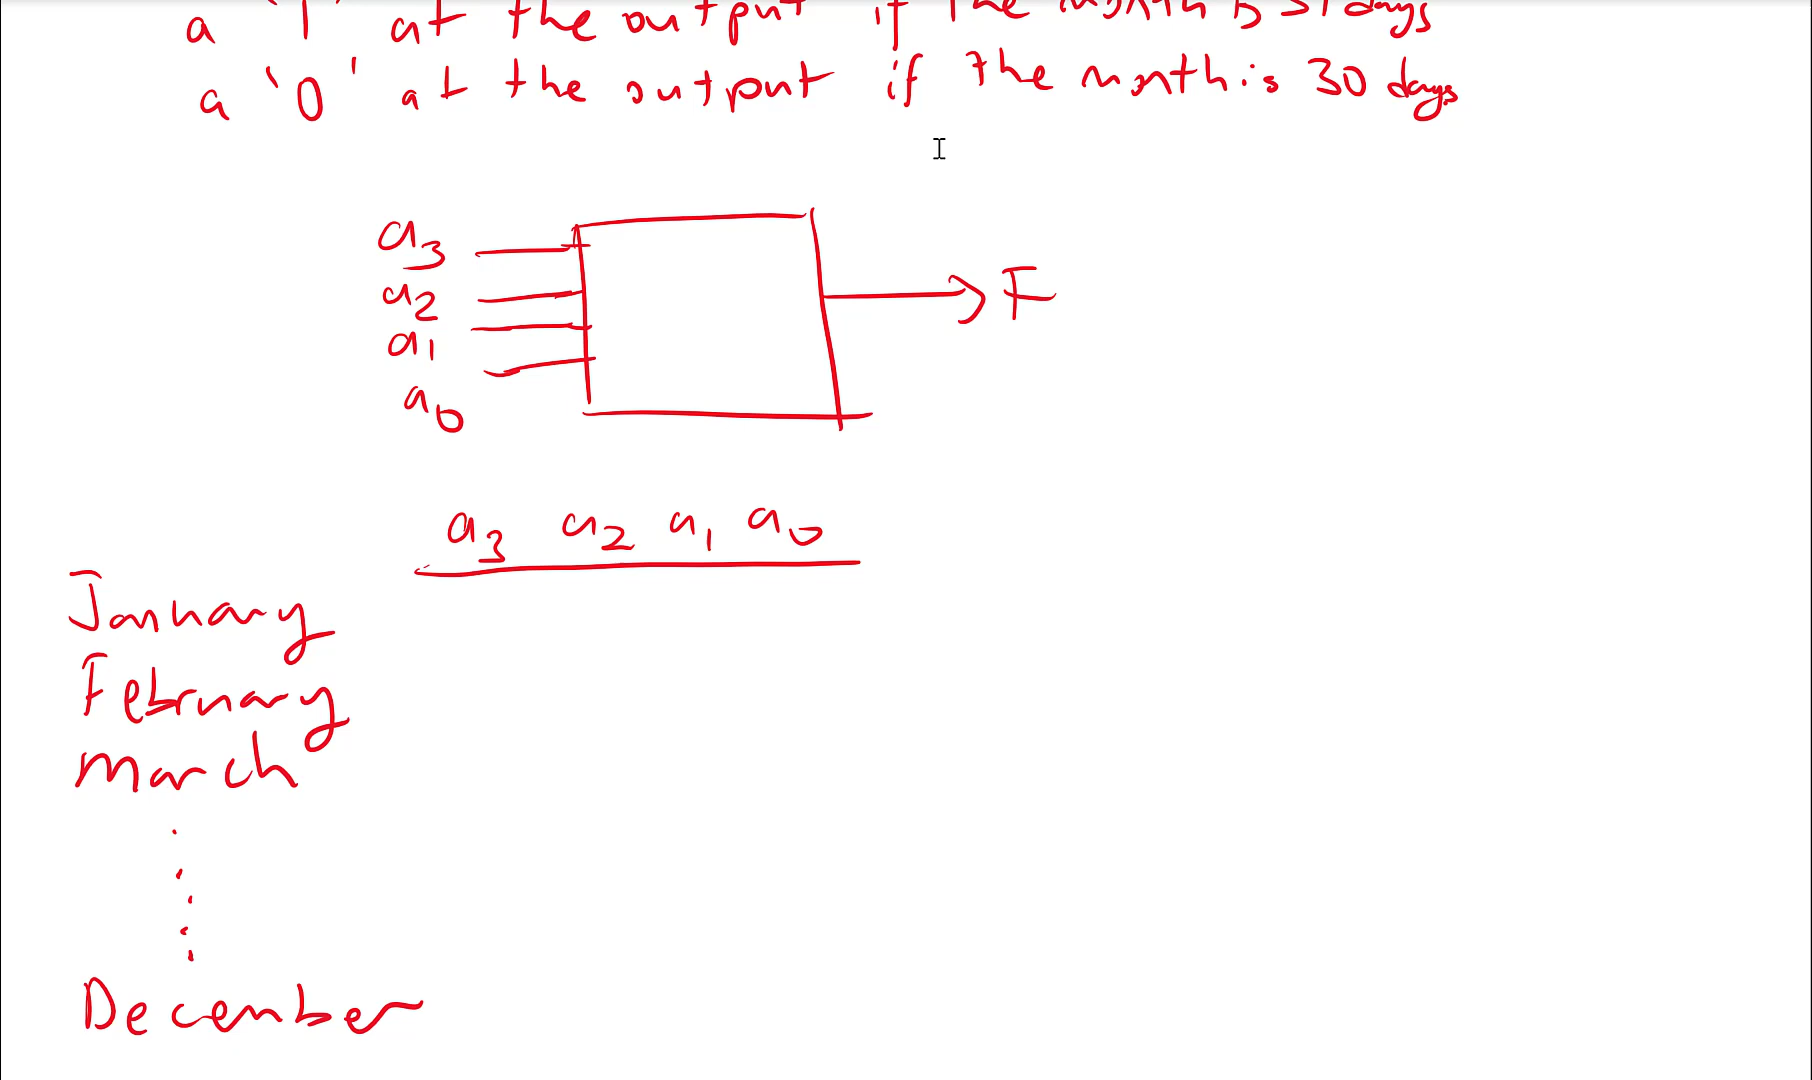 a '1' at the output if the month is 31 days
a '0' at the output if the month is 30 days
a3
a2
a1
a0
F
a3 a2 a1 a0
January
February
March
December